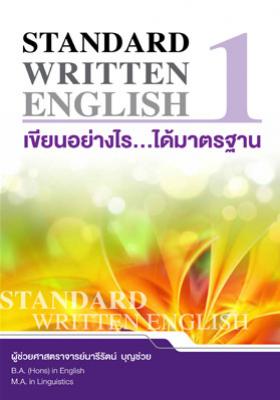 STANDARD
WRITTEN
ENGLISH 1
เขียนอย่างไร...ได้มาตรฐาน
STANDARD
WRITTEN ENGLISH
ผู้ช่วยศาสตราจารย์นารีรัตน์ บุญช่วย
B.A. (Hons) in English
M.A. in Linguistics